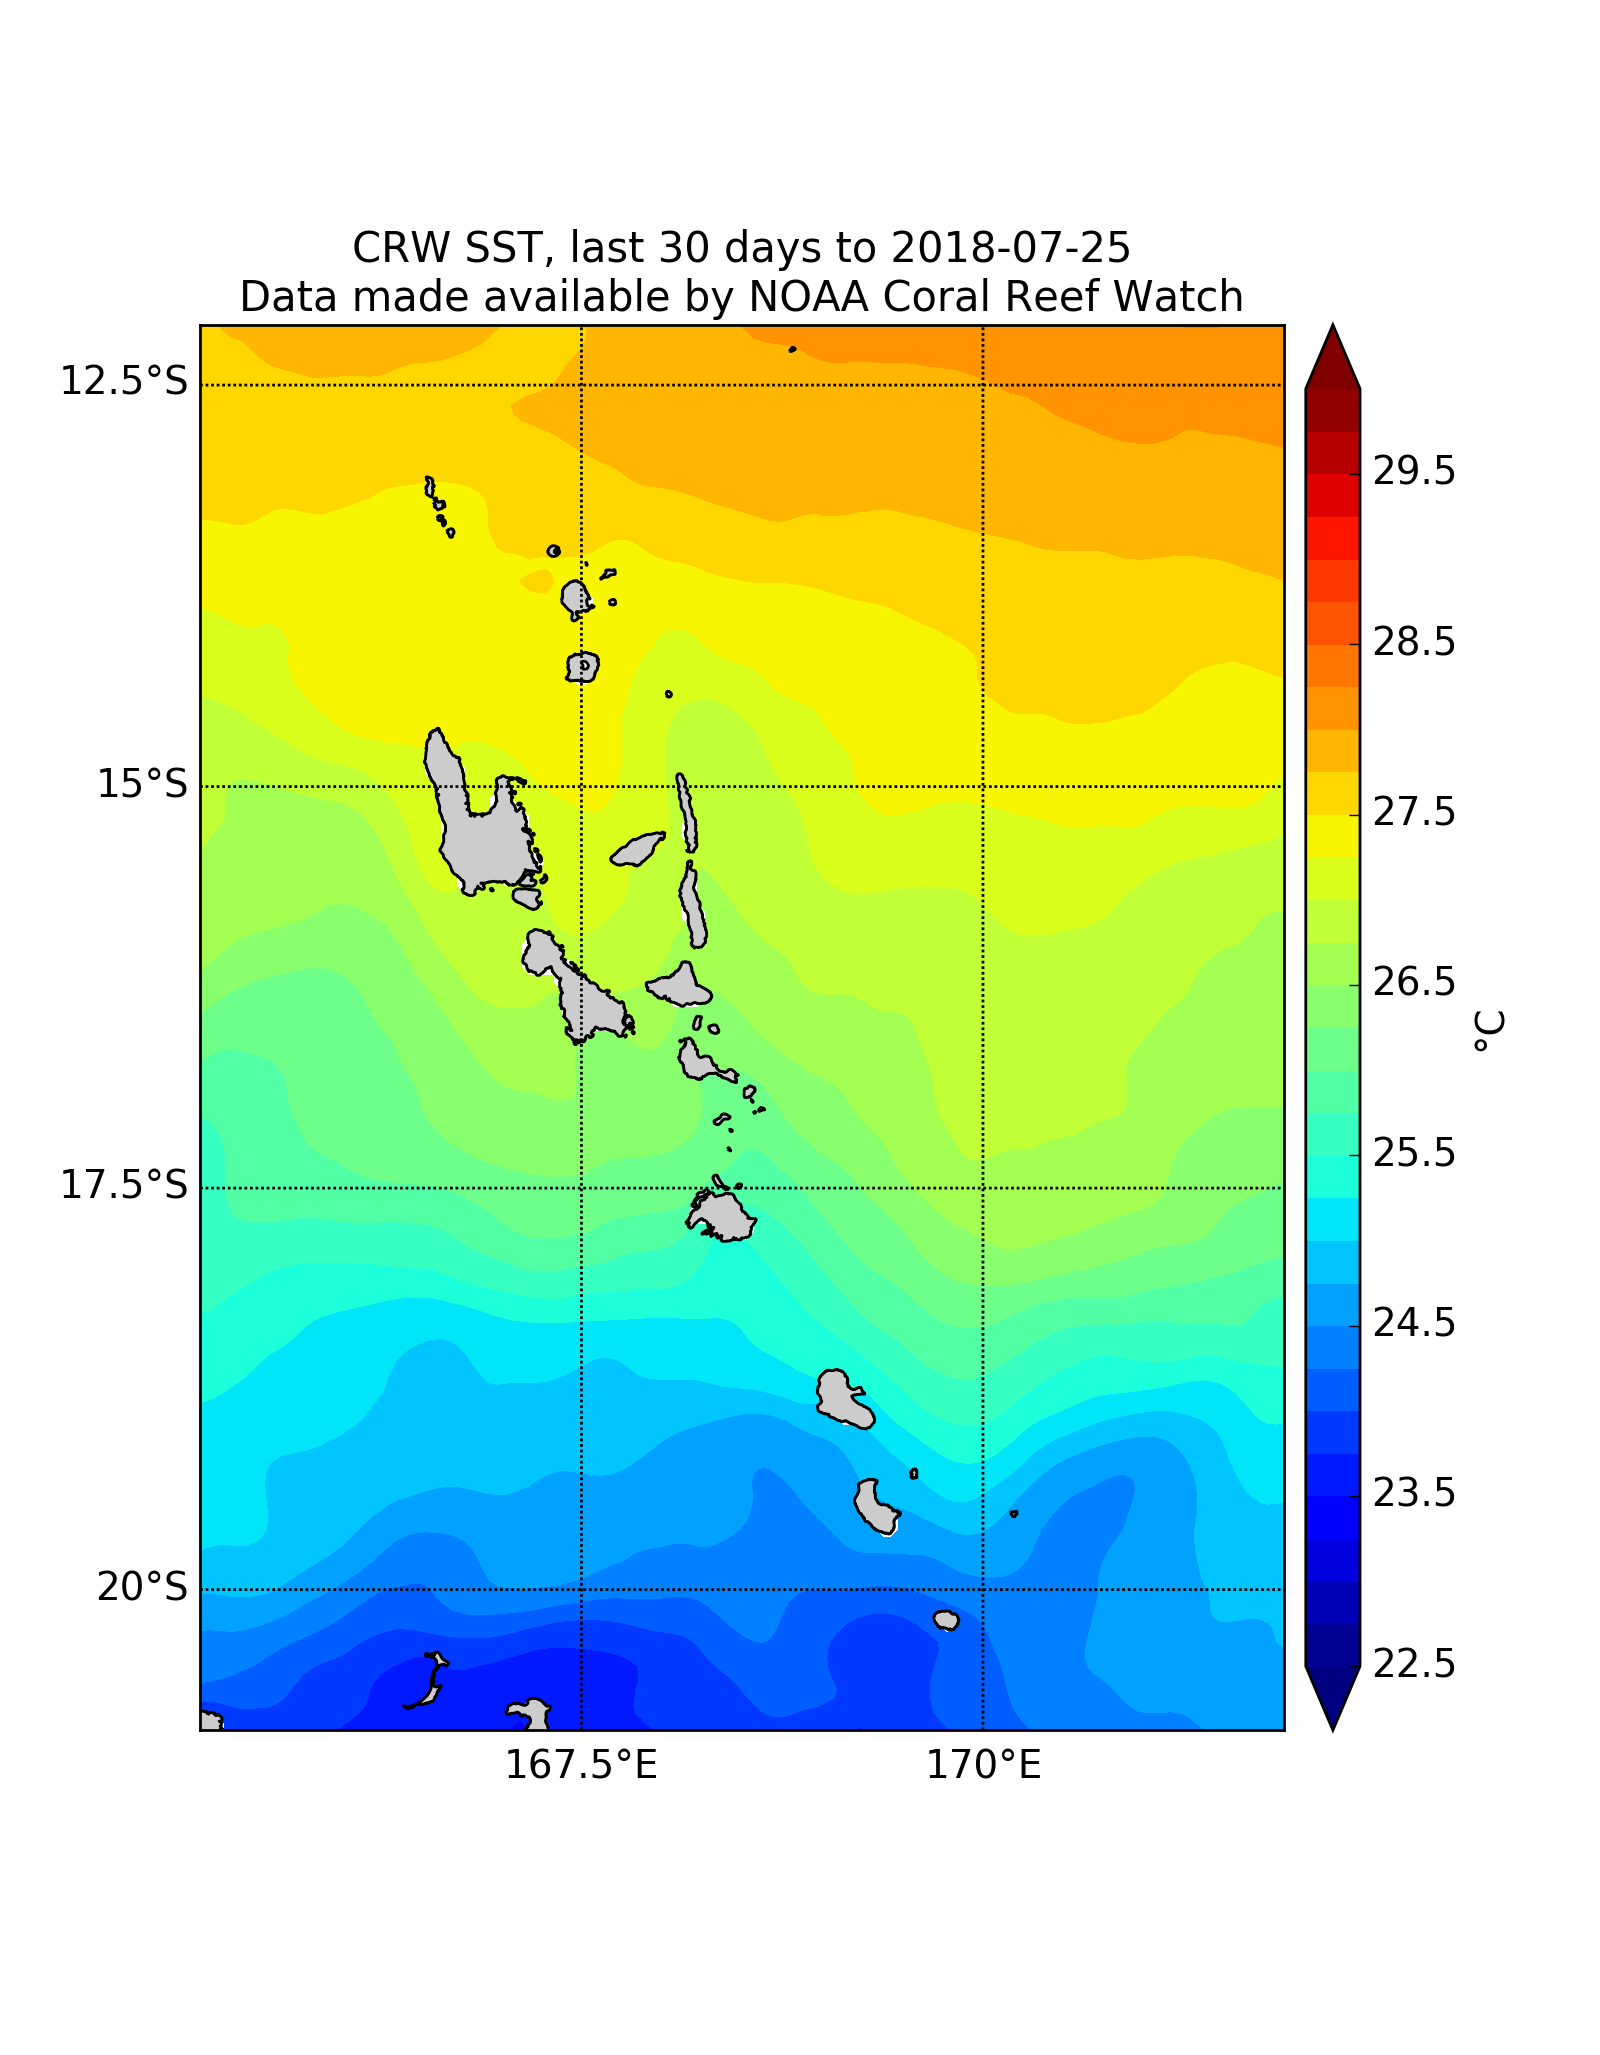 CRW SST, last 30 days to 2018-07-25
Data made available by NOAA Coral Reef Watch
12.5°S
15°S
17.5°S
20°S
167.5°E
170°E
29.5
28.5
27.5
26.5
25.5
24.5
23.5
22.5
°C